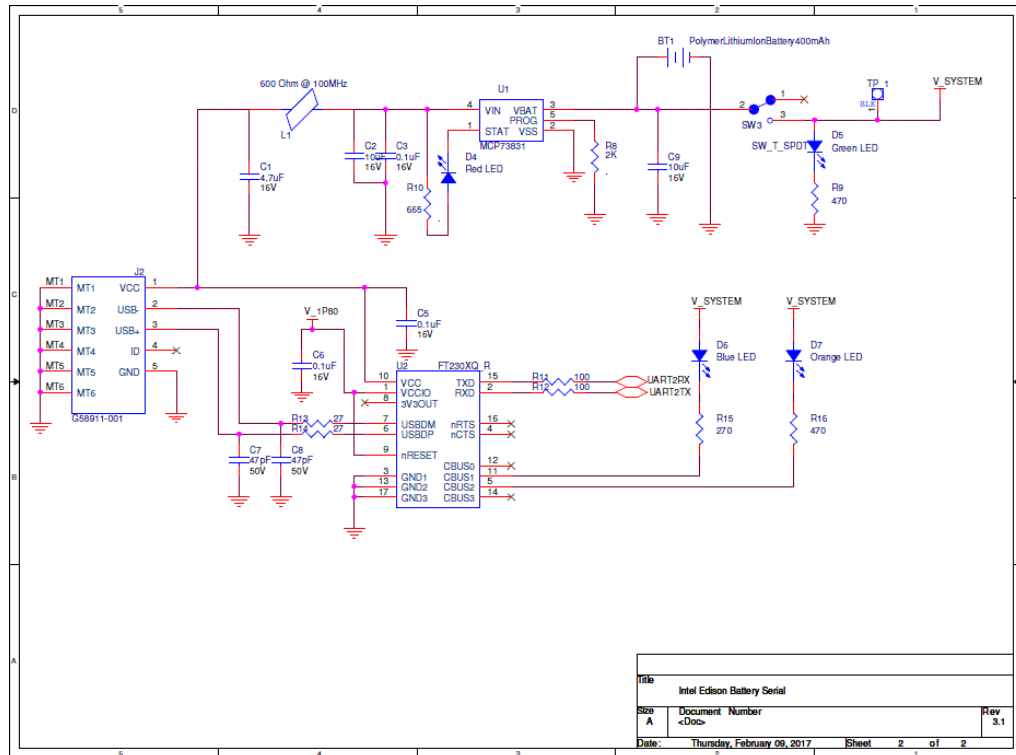 5 4 3 2 1
D
C
B
A
600 Ohm @ 100MHz
L1
C1
4.7uF
16V
C2
10uF
16V
C3
0.1uF
16V
R10
665
D4
Red LED
U1
4 VIN VBAT 3
PROG 5
1 STAT VSS 2
MCP73831
R8
2K
BT1 PolymerLithiumIonBattery400mAh
C9
10uF
16V
2 1
3
SW3
SW_T_SPDT
TP_1
BLK
1
V_SYSTEM
D5
Green LED
R9
470
J2
MT1 MT1 VCC 1
MT2 MT2 USB- 2
MT3 MT3 USB+ 3
MT4 MT4 ID 4
MT5 MT5 GND 5
MT6 MT6
G58911-001
V_1P80
C6
0.1uF
16V
C5
0.1uF
16V
R13 27
R14 27
C7
47pF
50V
C8
47pF
50V
U2 FT230XQ_R
10 VCC TXD 15
1 VCCIO RXD 2
8 3V3OUT
7 USBDM nRTS 16
6 USBDP nCTS 4
9 nRESET
CBUS0 12
3 GND1 CBUS1 11
13 GND2 CBUS2 5
17 GND3 CBUS3 14
R11 100 UART2RX
R12 100 UART2TX
V_SYSTEM
D6
Blue LED
R15
270
V_SYSTEM
D7
Orange LED
R16
470
Title
Intel Edison Battery Serial
Size Document Number Rev
A <Doc> 3.1
Date: Thursday, February 09, 2017 Sheet 2 of 2
5 4 3 2 1